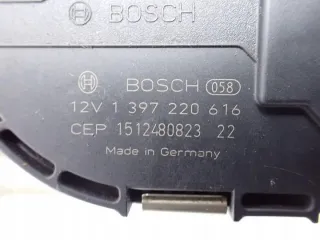 BOSCH
BOSCH 058
12V 1 397 220 616
CEP 1512480823 22
Made in Germany